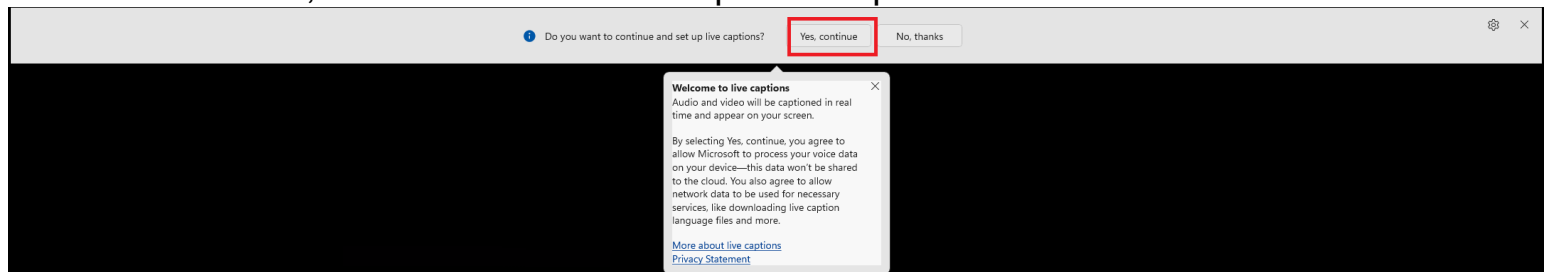 Do you want to continue and set up live captions? Yes, continue No, thanks
Welcome to live captions
Audio and video will be captioned in real
time and appear on your screen.
By selecting Yes, continue, you agree to
allow Microsoft to process your voice data
on your device—this data won't be shared
to the cloud. You also agree to allow
network data to be used for necessary
services, like downloading live caption
language files and more.
More about live captions
Privacy Statement